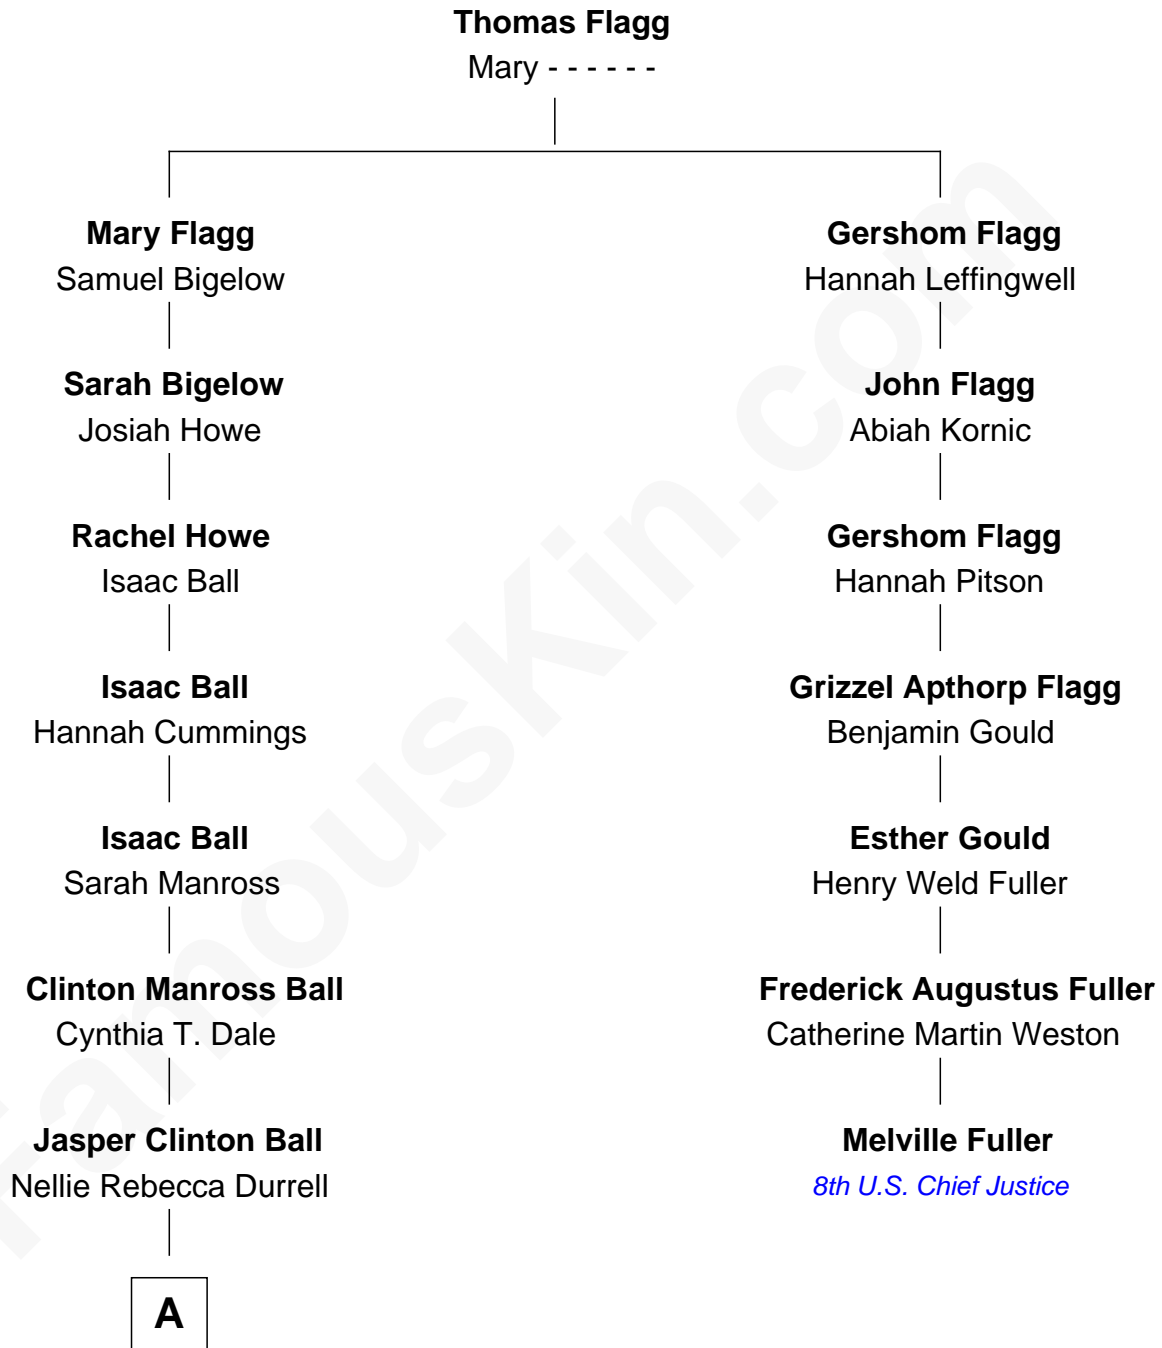 Thomas Flagg
Mary - - - - - -
Mary Flagg
Samuel Bigelow
Gershom Flagg
Hannah Leffingwell
Sarah Bigelow
Josiah Howe
John Flagg
Abiah Kornic
Rachel Howe
Isaac Ball
Gershom Flagg
Hannah Pitson
Isaac Ball
Hannah Cummings
Grizzel Apthorp Flagg
Benjamin Gould
Isaac Ball
Sarah Manross
Esther Gould
Henry Weld Fuller
Clinton Manross Ball
Cynthia T. Dale
Frederick Augustus Fuller
Catherine Martin Weston
Jasper Clinton Ball
Nellie Rebecca Durrell
Melville Fuller
8th U.S. Chief Justice
A
FamousKin.com